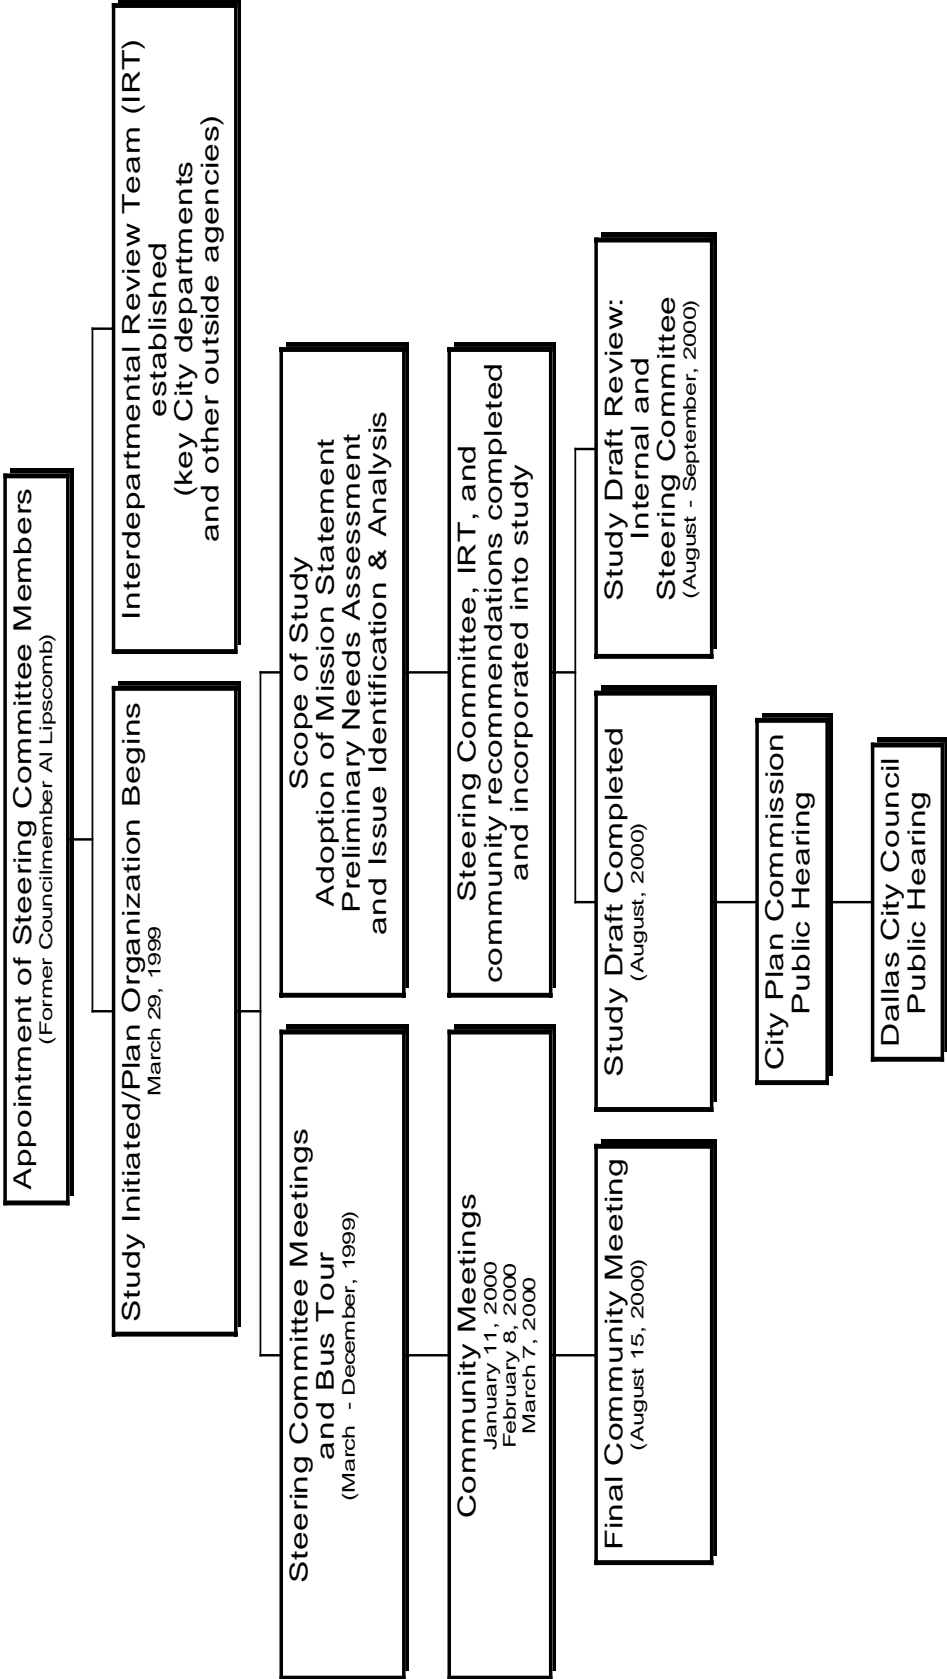 Appointment of Steering Committee Members
(Former Councilmember Al Lipscomb)
Study Initiated/Plan Organization Begins
March 29, 1999
Interdepartmental Review Team (IRT)
established
(key City departments
and other outside agencies)
Steering Committee Meetings
and Bus Tour
(March - December, 1999)
Scope of Study
Adoption of Mission Statement
Preliminary Needs Assessment
and Issue Identification & Analysis
Community Meetings
January 11, 2000
February 8, 2000
March 7, 2000
Steering Committee, IRT, and
community recommendations completed
and incorporated into study
Final Community Meeting
(August 15, 2000)
Study Draft Completed
(August, 2000)
Study Draft Review:
Internal and
Steering Committee
(August - September, 2000)
City Plan Commission
Public Hearing
Dallas City Council
Public Hearing